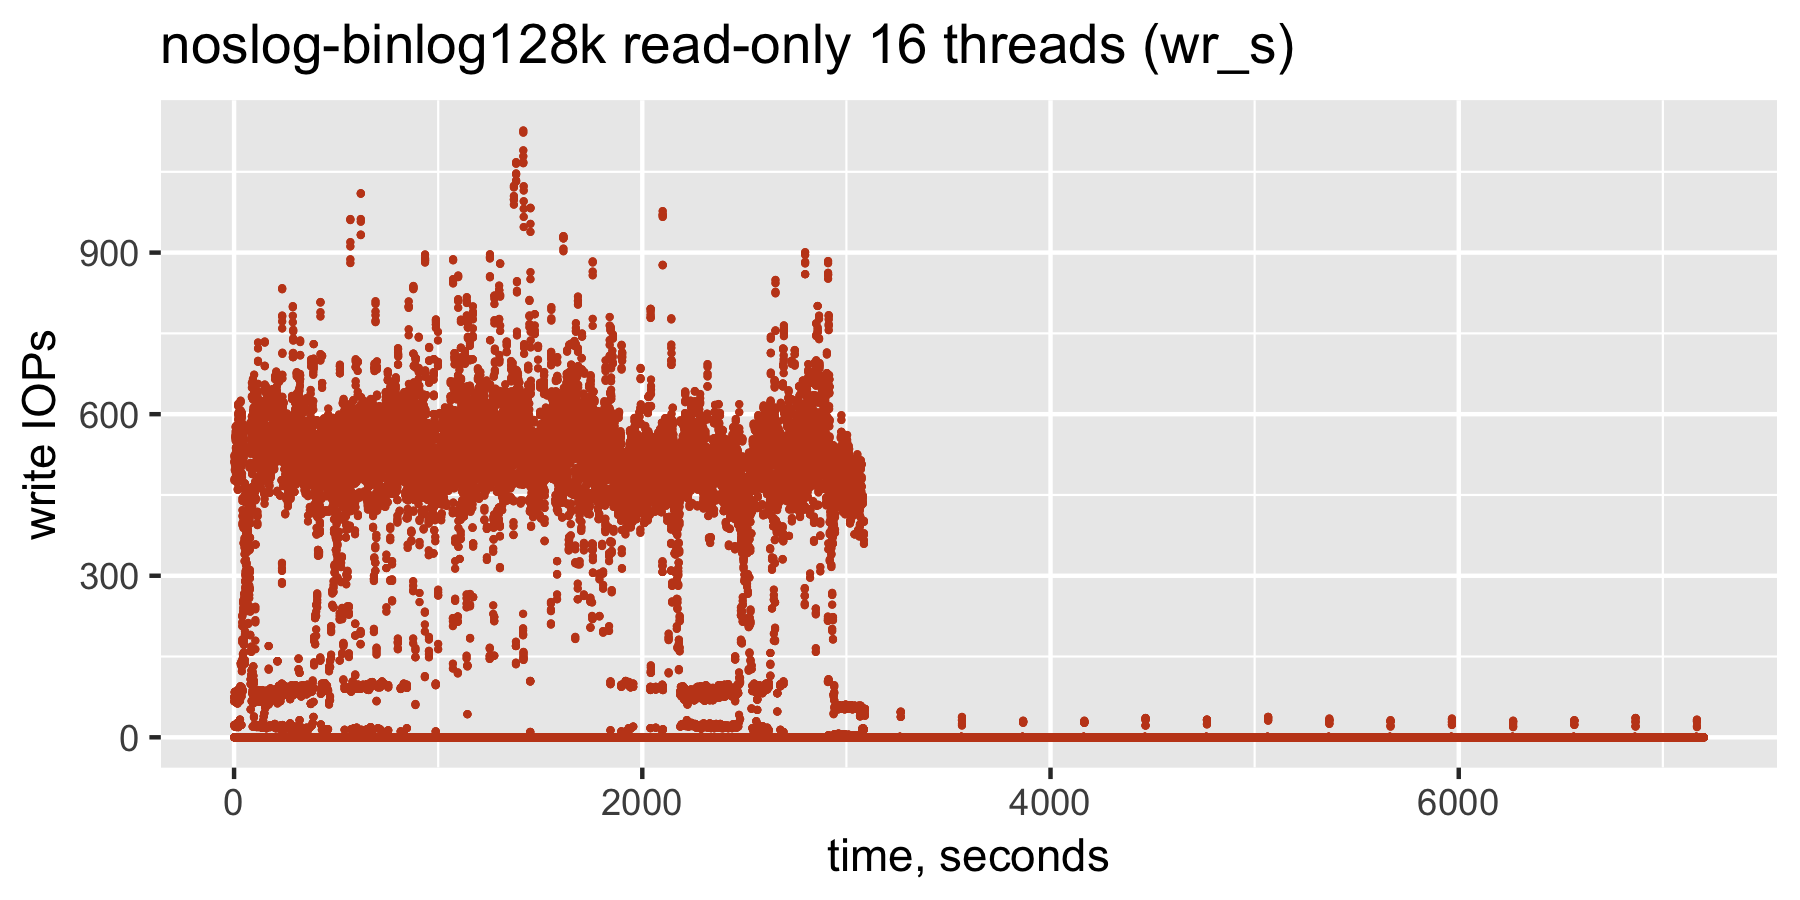 noslog-binlog128k read-only 16 threads (wr_s)
write IOPs
900
600
300
0
0 2000 4000 6000
time, seconds